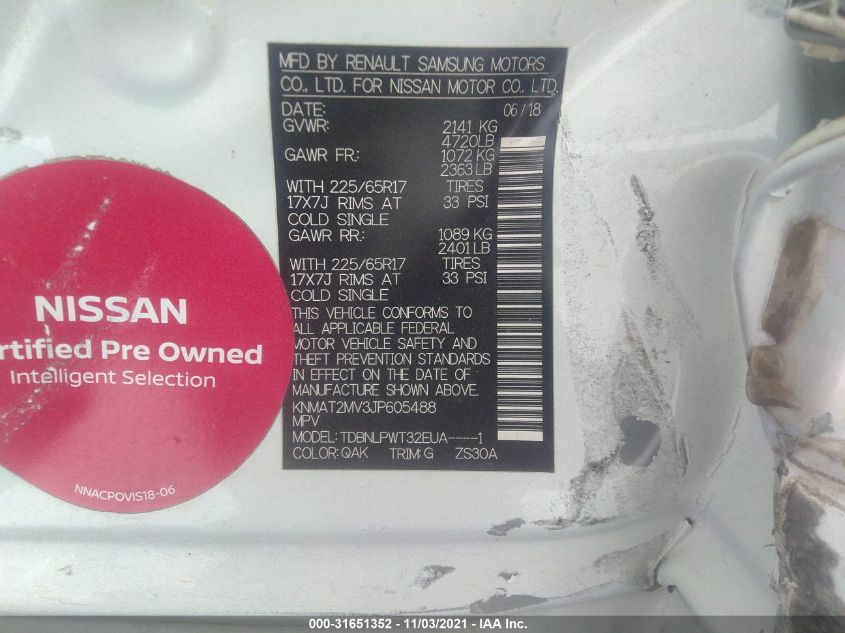 MFD BY RENAULT SAMSUNG MOTORS
CO., LTD. FOR NISSAN MOTOR CO., LTD.
DATE: 06/18
GVWR: 2141 KG
4720LB
GAWR FR.: 1072 KG
2363 LB
WITH 225/65R17 TIRES
17X7J RIMS AT 33 PSI
COLD SINGLE
GAWR RR.: 1089 KG
2401 LB
WITH 225/65R17 TIRES
17X7J RIMS AT 33 PSI
COLD SINGLE
THIS VEHICLE CONFORMS TO
ALL APPLICABLE FEDERAL
MOTOR VEHICLE SAFETY AND
THEFT PREVENTION STANDARDS
IN EFFECT ON THE DATE OF
MANUFACTURE SHOWN ABOVE.
KNMAT2MV3JP605488
MPV
MODEL: TDBNLPWT32EUA----1
COLOR: QAK TRIM: G ZS30A
NISSAN
rtified Pre Owned
Intelligent Selection
NNACPOVIS18-06
000-31651352 - 11/03/2021 - IAA Inc.